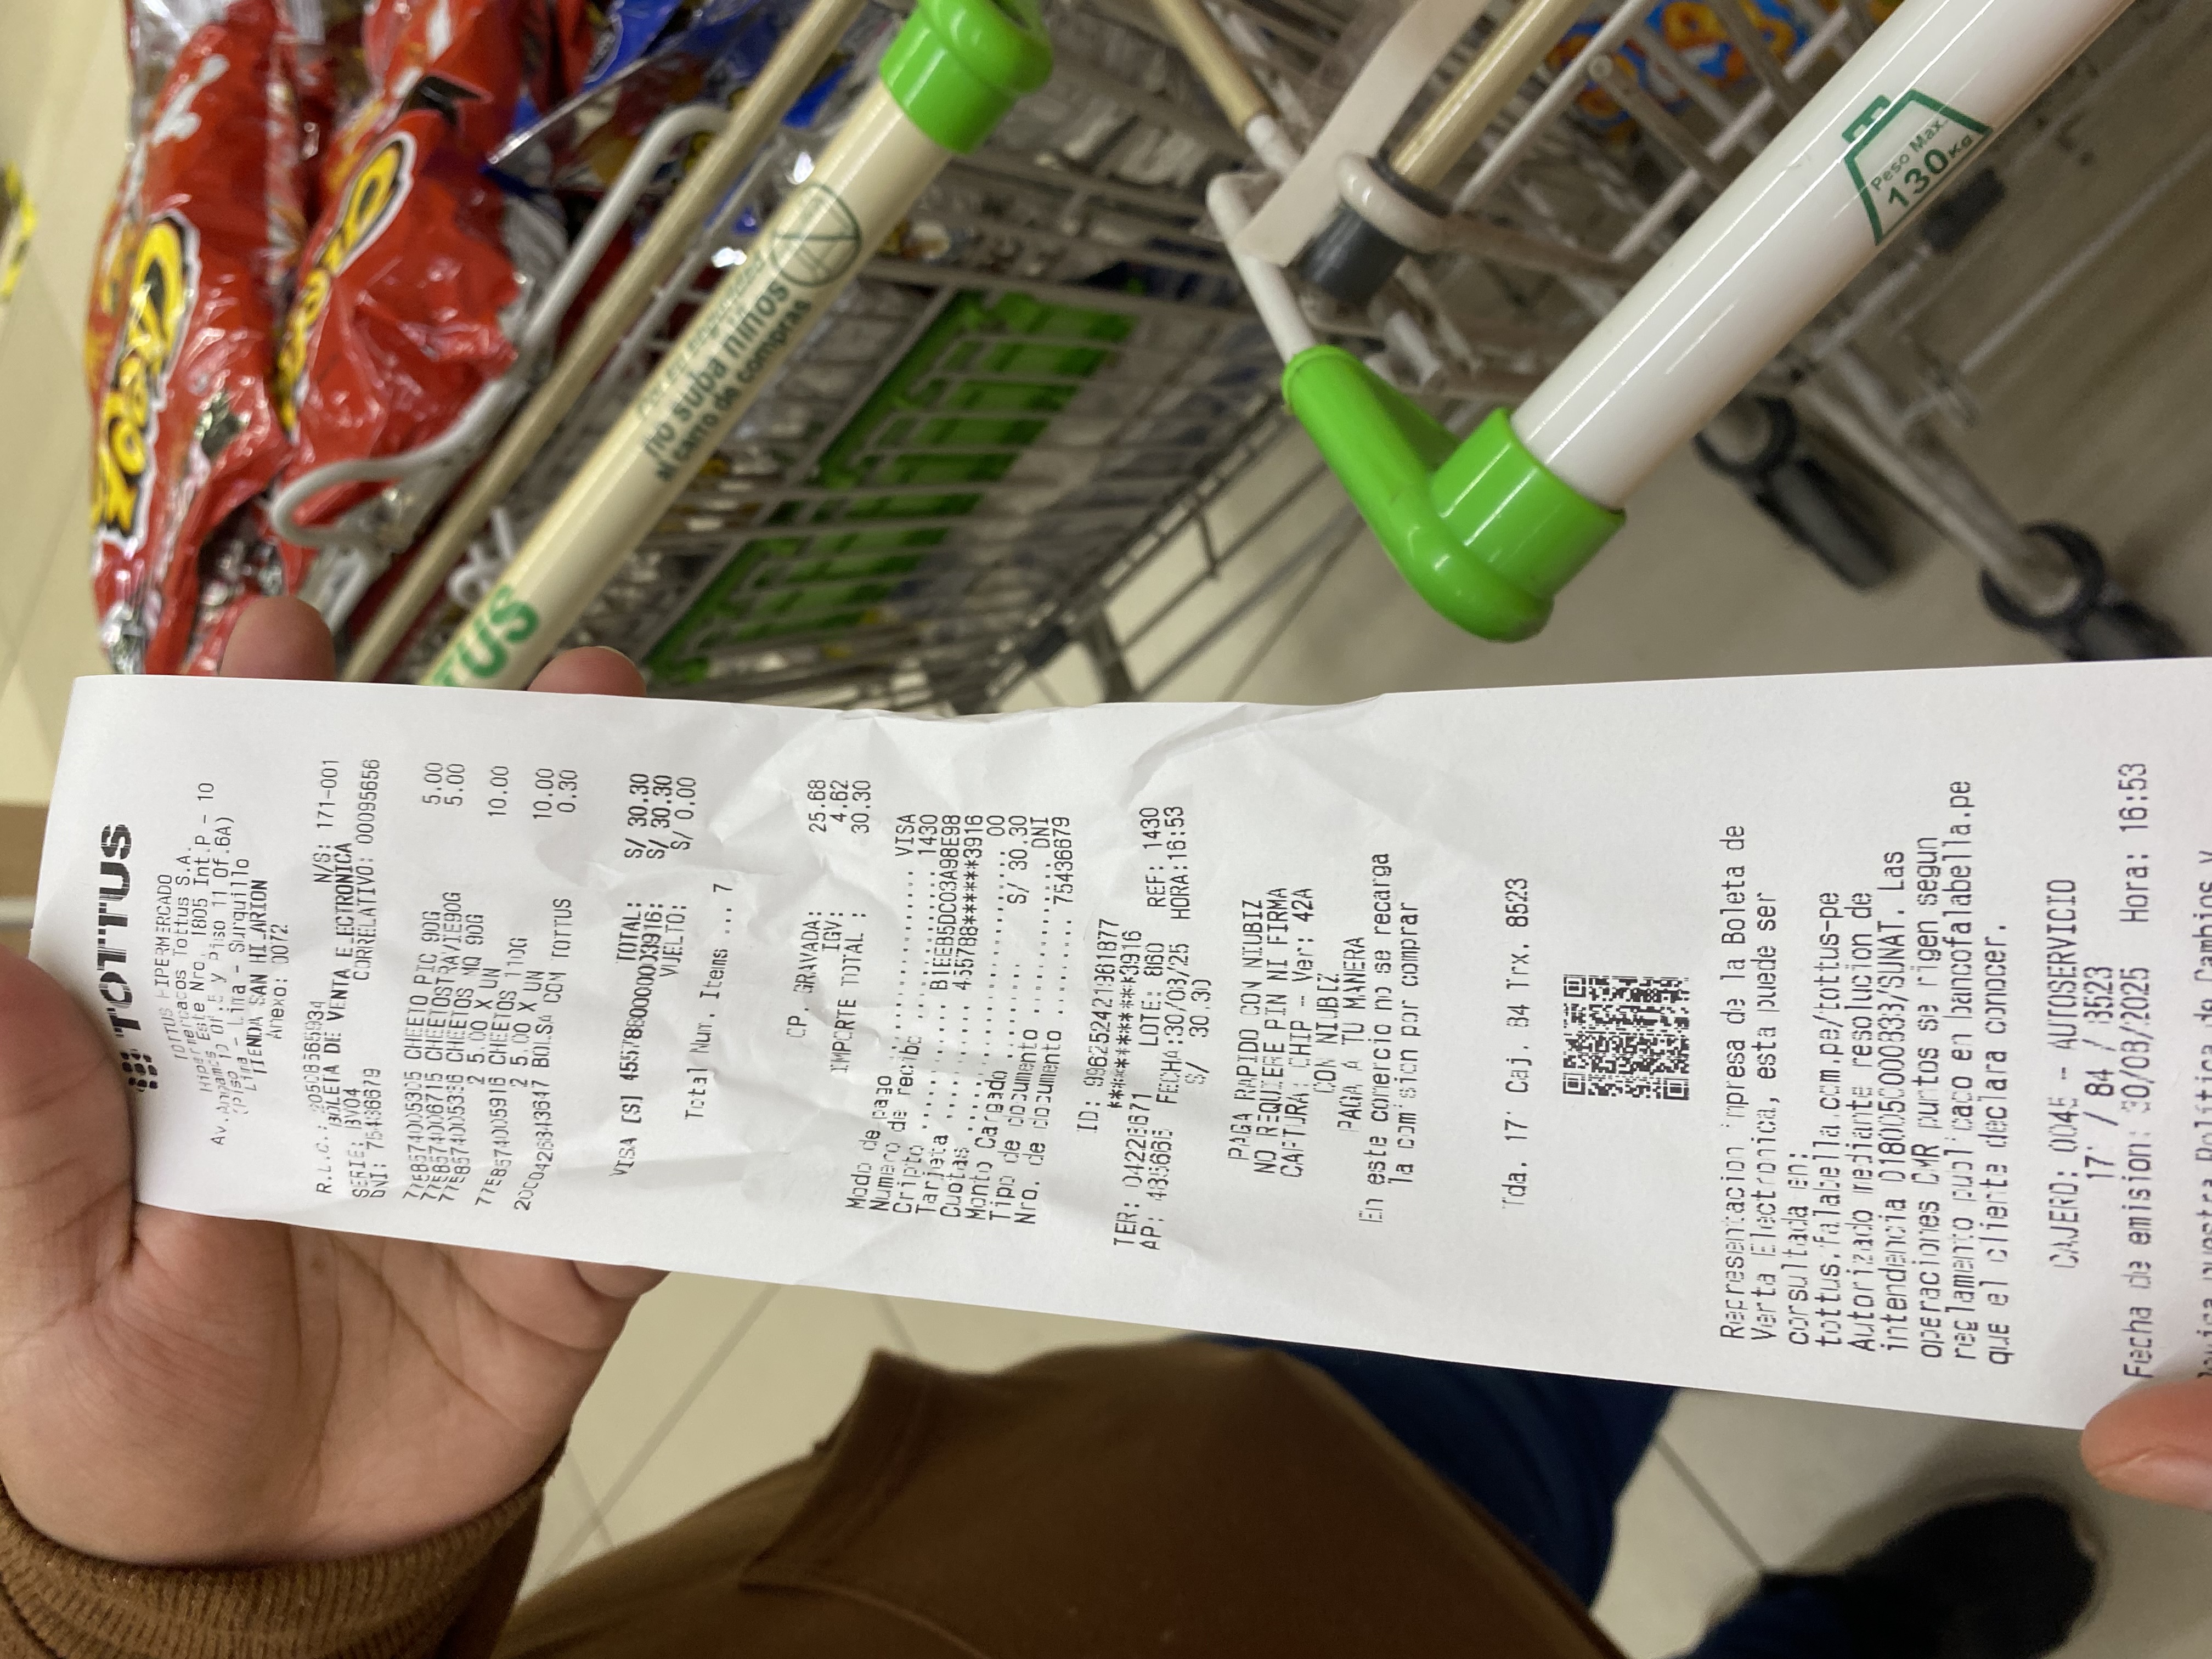 TOTTUS
TOTTUS HIPERMERCADO
Hipermercados Tottus S.A.
Av.Angamos Este Nro. 1805 Int.P - 10
(Piso 10 Of.5 y Piso 11 Of.6A)
Lima - Lima - Surquillo
TIENDA SAN HILARION
Anexo: 0072
R.U.C.: 20508565934 N/S: 171-001
BOLETA DE VENTA ELECTRONICA
SERIE: BV04 CORRELATIVO: 00095656
DNI: 75436679
7758574005305 CHEETO PIC 90G 5.00
7758574006715 CHEETOSTRAVIE90G 5.00
7758574005336 CHEETOS MQ 90G
2 5.00 X UN 10.00
7758574005916 CHEETOS 110G
2 5.00 X UN 10.00
2000426843647 BOLSA COM TOTTUS 0.30
TOTAL: S/ 30.30
VISA [S] 4557880000003916: S/ 30.30
VUELTO: S/ 0.00
Total Num. Items ... 7
OP. GRAVADA: 25.68
IGV: 4.62
IMPORTE TOTAL : 30.30
Modo de pago ................ VISA
Numero de recibo ............. 1430
Cripto ............ B1EEB5DC03A98E98
Tarjeta ........... 455788******3916
Cuotas ......................... 00
Monto Cargado ......... S/ 30.30
Tipo de documento ............. DNI
Nro. de documento ......... 75436679
ID: 996252421961877
************3916
TER: 04226671 LOTE: 860 REF: 1430
AP: 485666 FECHA:30/08/25 HORA:16:53
S/ 30.30
PAGA RAPIDO CON NIUBIZ
NO REQUIERE PIN NI FIRMA
CAPTURA: CHIP - Ver: 42A
CON NIUBIZ
PAGA A TU MANERA
En este comercio no se recarga
la comision por comprar
Tda. 171 Caj. 84 Trx. 8523
Representacion impresa de la Boleta de
Venta Electronica, esta puede ser
consultada en:
tottus.falabella.com.pe/tottus-pe
Autorizado mediante resolucion de
intendencia 0180050000833/SUNAT. Las
operaciones CMR puntos se rigen segun
reglamento publicado en bancofalabella.pe
que el cliente declara conocer.
CAJERO: 0045 - AUTOSERVICIO
171 / 84 / 8523
Fecha de emision: 30/08/2025 Hora: 16:53
Revisa nuestra Política de Cambios y
TUS
no suba niños
al carro de compras
Peso Max.
130KG